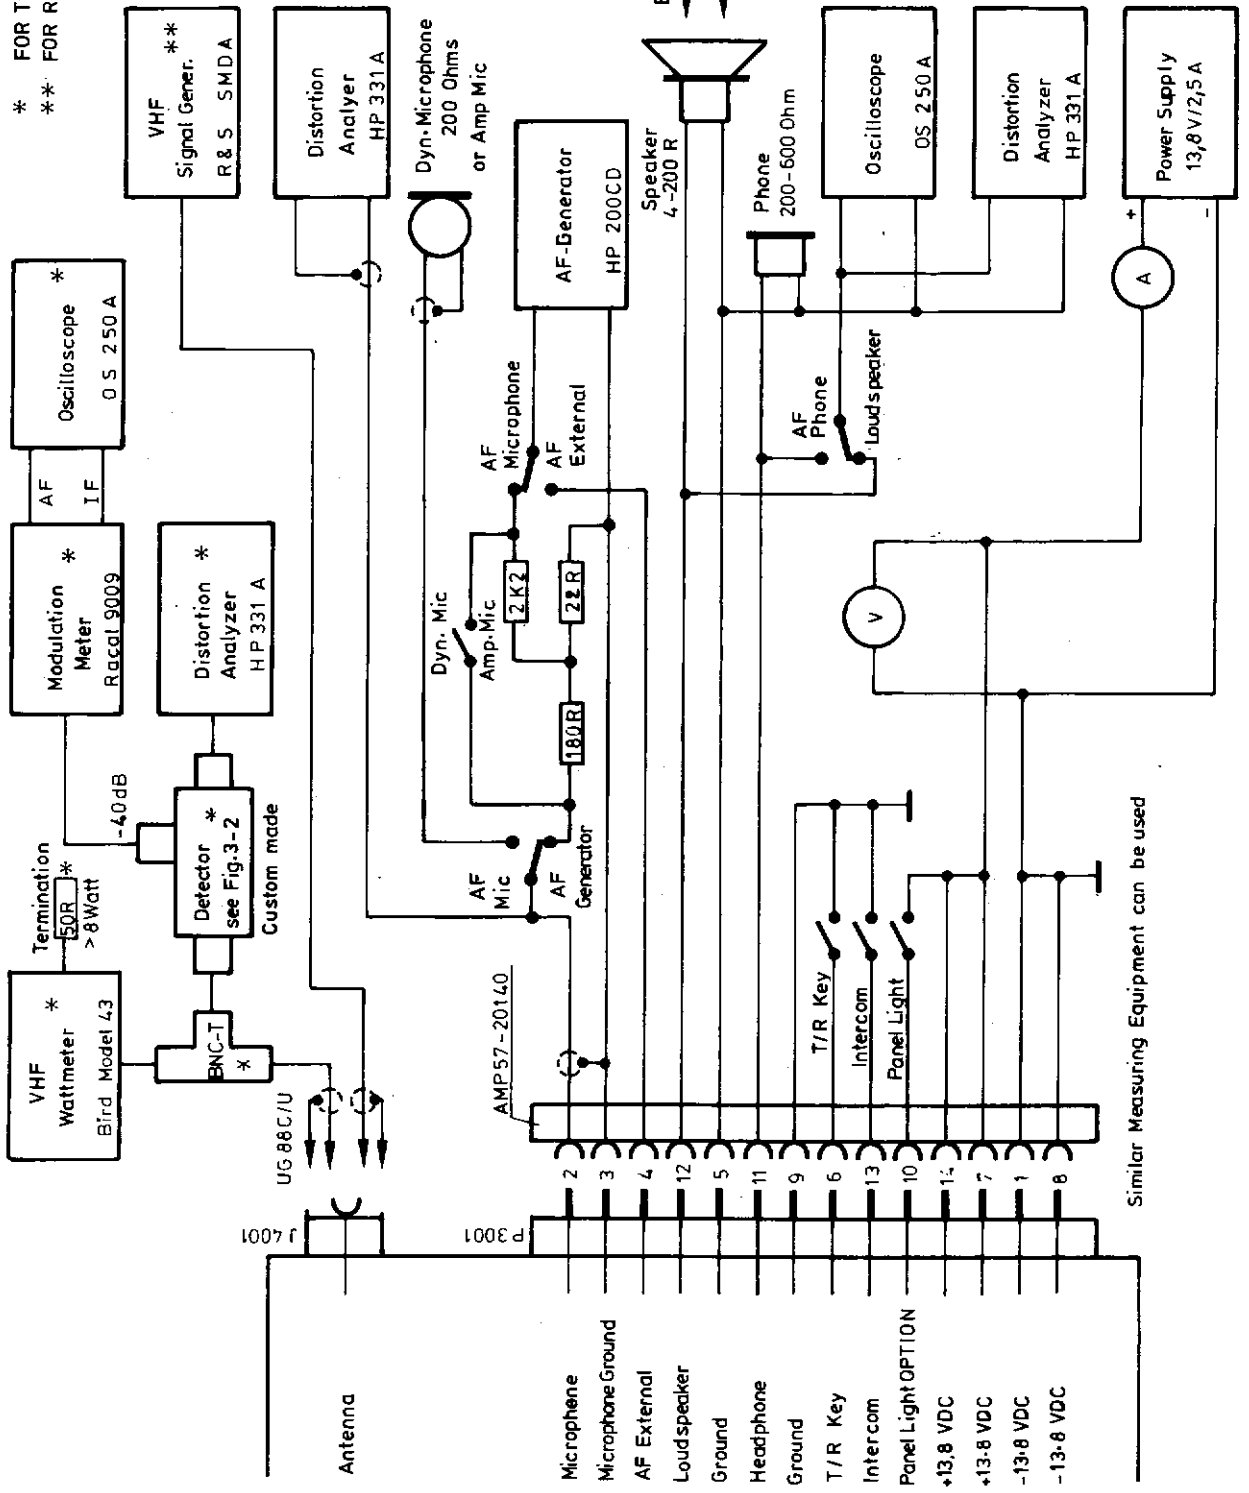 * FOR T
** FOR R
VHF
Signal Gener. **
R & S SMDA
Distortion
Analyer
HP 331 A
Dyn. Microphone
200 Ohms
or Amp Mic
AF-Generator
HP 200CD
Speaker
4-200 R
Phone
200-600 Ohm
Oscilloscope
OS 250 A
Distortion
Analyzer
HP 331 A
Power Supply
13,8V/2,5 A
+
-
A
V
Oscilloscope *
OS 250 A
AF
IF
Modulation
Meter *
Racal 9009
Distortion *
Analyzer
HP 331 A
-40dB
Termination
50R *
>8Watt
Detector *
see Fig.3-2
Custom made
VHF
Wattmeter *
Bird Model 43
BNC-T
*
UG 88C/U
AF
Microphone
AF
External
Dyn. Mic
Amp.Mic
2K2
22R
180R
AF
Mic
AF
Generator
AF
Phone
Loudspeaker
AMP57-20140
T/R Key
Intercom
Panel Light
J4001
P3001
2
3
4
12
5
11
9
6
13
10
14
7
1
8
Antenna
Microphone
Microphone Ground
AF External
Loudspeaker
Ground
Headphone
Ground
T/R Key
Intercom
Panel Light OPTION
+13,8 VDC
+13.8 VDC
-13.8 VDC
-13.8 VDC
Similar Measuring Equipment can be used